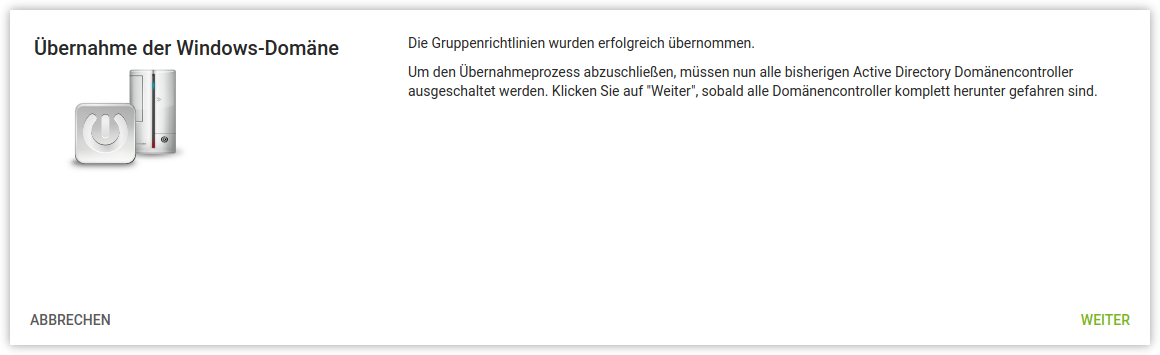 Übernahme der Windows-Domäne
Die Gruppenrichtlinien wurden erfolgreich übernommen.
Um den Übernahmeprozess abzuschließen, müssen nun alle bisherigen Active Directory Domänencontroller
ausgeschaltet werden. Klicken Sie auf "Weiter", sobald alle Domänencontroller komplett herunter gefahren sind.
ABBRECHEN
WEITER